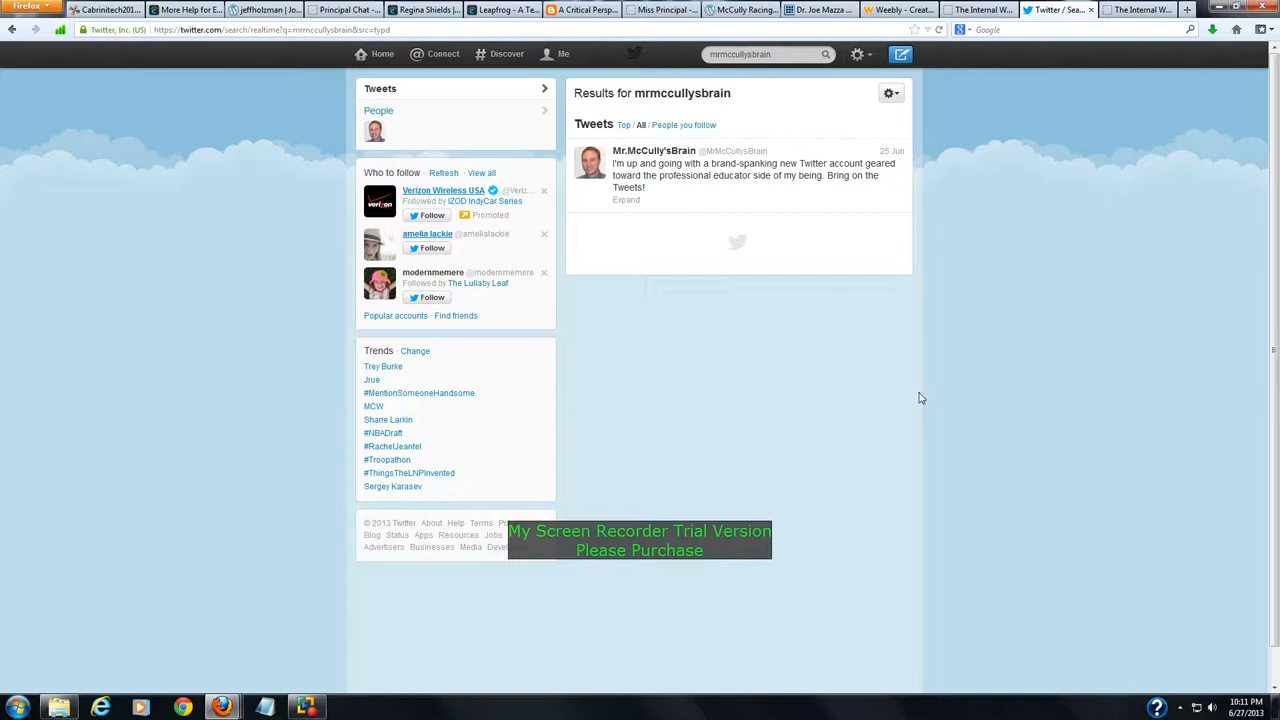 Firefox
Cabrinitech201...
More Help for E...
jeffholzman | Jo...
Principal Chat -...
Regina Shields |...
Leapfrog - A Te...
A Critical Persp...
Miss Principal -...
McCully Racing...
Dr. Joe Mazza ...
Weebly - Creat...
The Internal W...
Twitter / Sea...
The Internal W...
Twitter, Inc. (US)
https://twitter.com/search/realtime?q=mrmccullysbrain&src=typd
Google
Home
@ Connect
# Discover
Me
mrmccullysbrain
Tweets
People
Who to follow · Refresh · View all
Verizon Wireless USA @Veriz...
Followed by IZOD IndyCar Series
Follow
Promoted
amelia lackie @amelialackie
Follow
modernmemere @modernmemere
Followed by The Lullaby Leaf
Follow
Popular accounts · Find friends
Trends · Change
Trey Burke
Jrue
#MentionSomeoneHandsome
MCW
Shane Larkin
#NBADraft
#RachelJeantel
#Troopathon
#ThingsTheLNPInvented
Sergey Karasev
© 2013 Twitter About Help Terms
Blog Status Apps Resources Jobs
Advertisers Businesses Media
Results for mrmccullysbrain
Tweets Top / All / People you follow
Mr.McCully'sBrain @MrMcCullysBrain 25 Jun
I'm up and going with a brand-spanking new Twitter account geared
toward the professional educator side of my being. Bring on the
Tweets!
Expand
My Screen Recorder Trial Version
Please Purchase
10:11 PM
6/27/2013